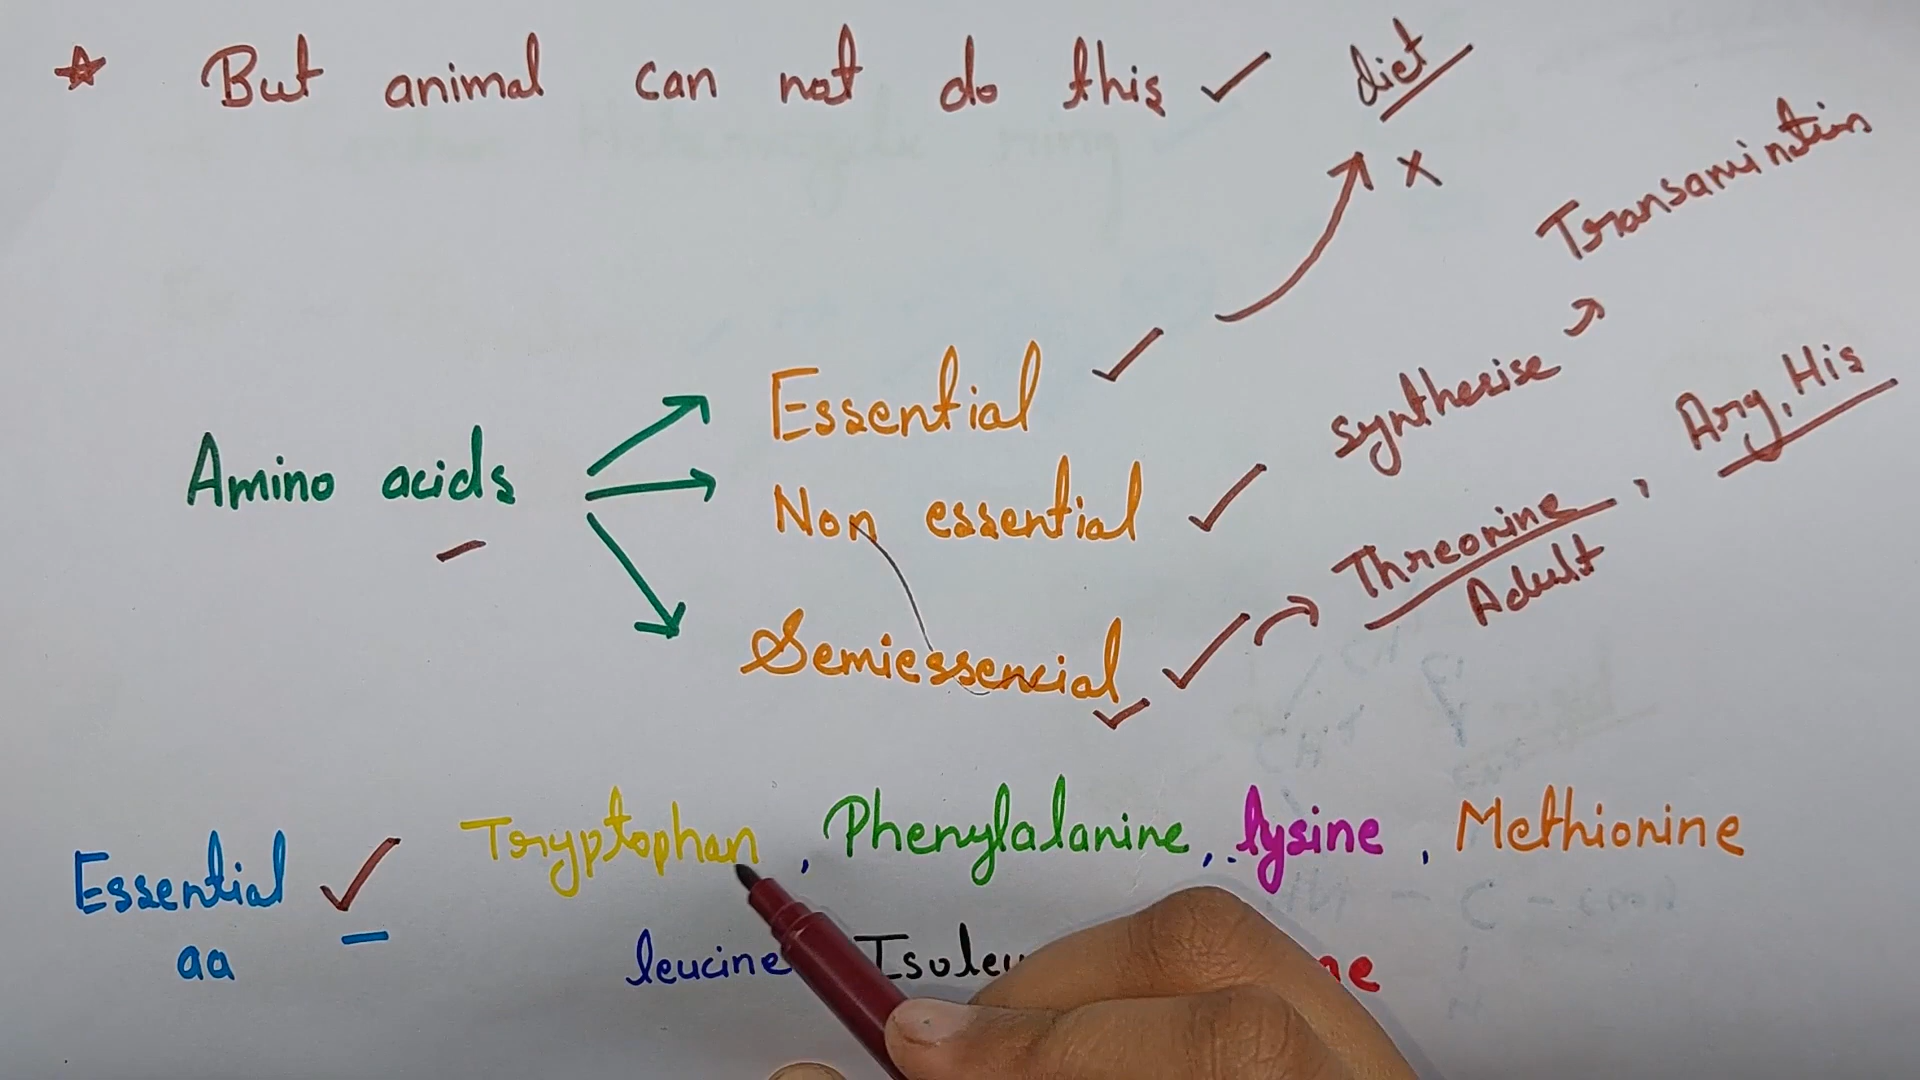 But animal can not do this diet
x
Transamination
Essential
synthesise
Arg, His
Amino acids
Non essential
Threonine,
Adult
Semiessencial
Tryptophan, Phenylalanine, lysine, Methionine
Essential
aa
leucine